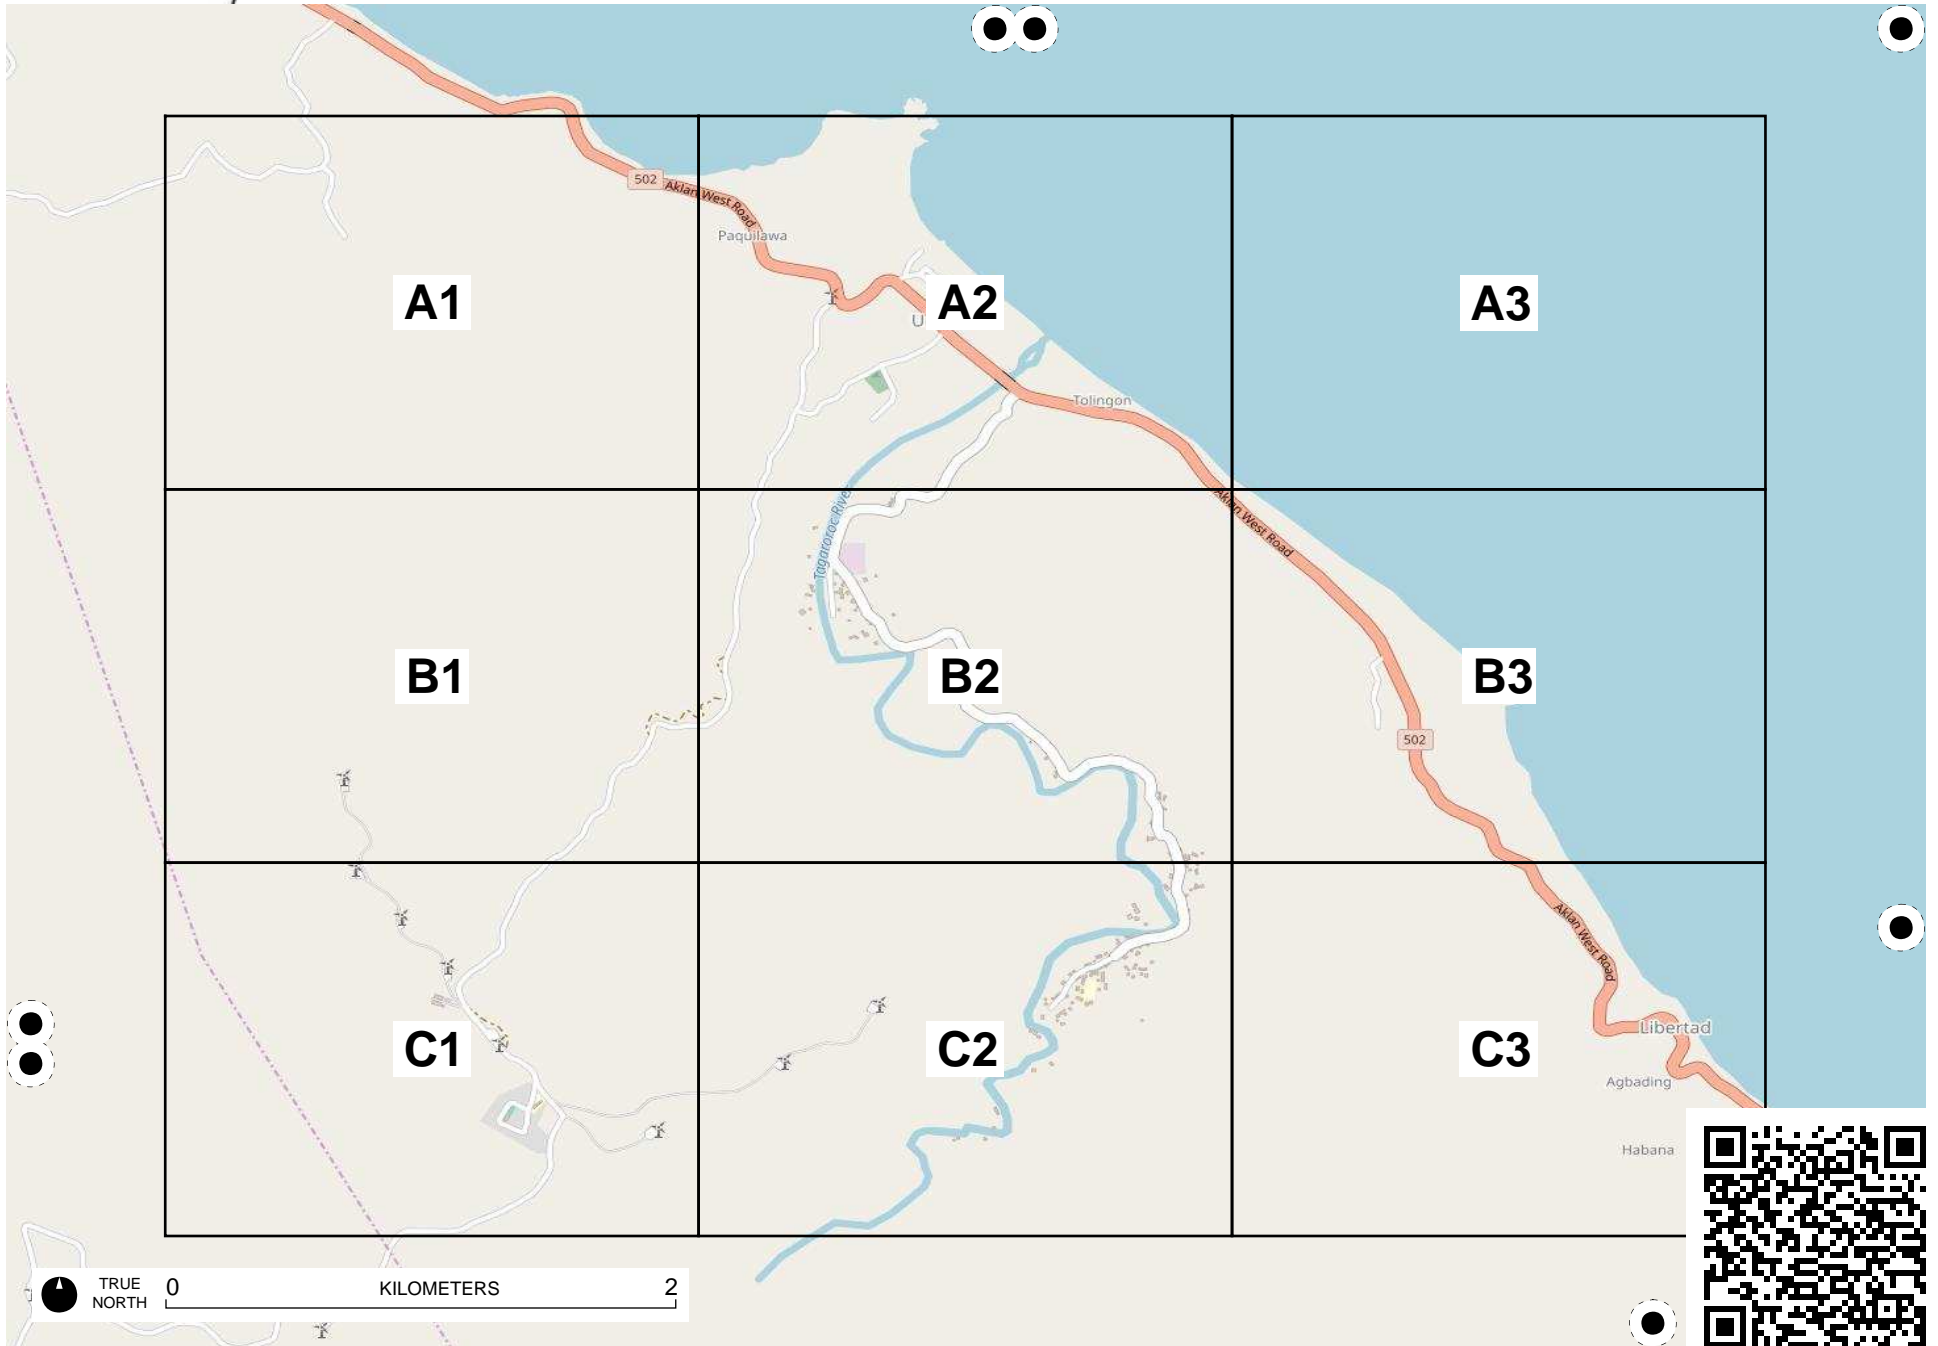 502
Aklan West Road
Paquilawa
A1
A2
A3
U
Tolingon
Aklan West Road
Tagaroroc River
B1
B2
B3
502
Aklan West Road
Libertad
C1
C2
C3
Agbading
Habana
TRUE NORTH
0
KILOMETERS
2